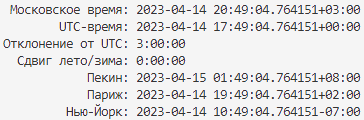 Московское время: 2023-04-14 20:49:04.764151+03:00
UTC-время: 2023-04-14 17:49:04.764151+00:00
Отклонение от UTC: 3:00:00
Сдвиг лето/зима: 0:00:00
Пекин: 2023-04-15 01:49:04.764151+08:00
Париж: 2023-04-14 19:49:04.764151+02:00
Нью-Йорк: 2023-04-14 10:49:04.764151-07:00